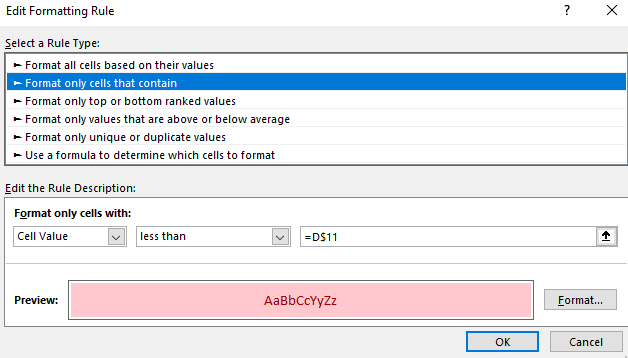 Edit Formatting Rule ? ×
Select a Rule Type:
► Format all cells based on their values
► Format only cells that contain
► Format only top or bottom ranked values
► Format only values that are above or below average
► Format only unique or duplicate values
► Use a formula to determine which cells to format
Edit the Rule Description:
Format only cells with:
Cell Value less than =D$11
Preview: AaBbCcYyZz Format...
OK Cancel